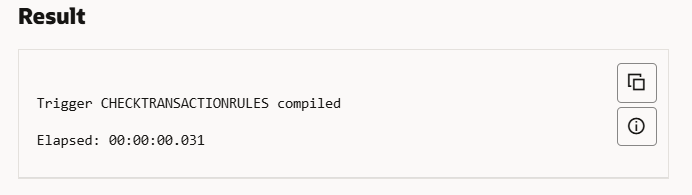 Result
Trigger CHECKTRANSACTIONRULES compiled
Elapsed: 00:00:00.031